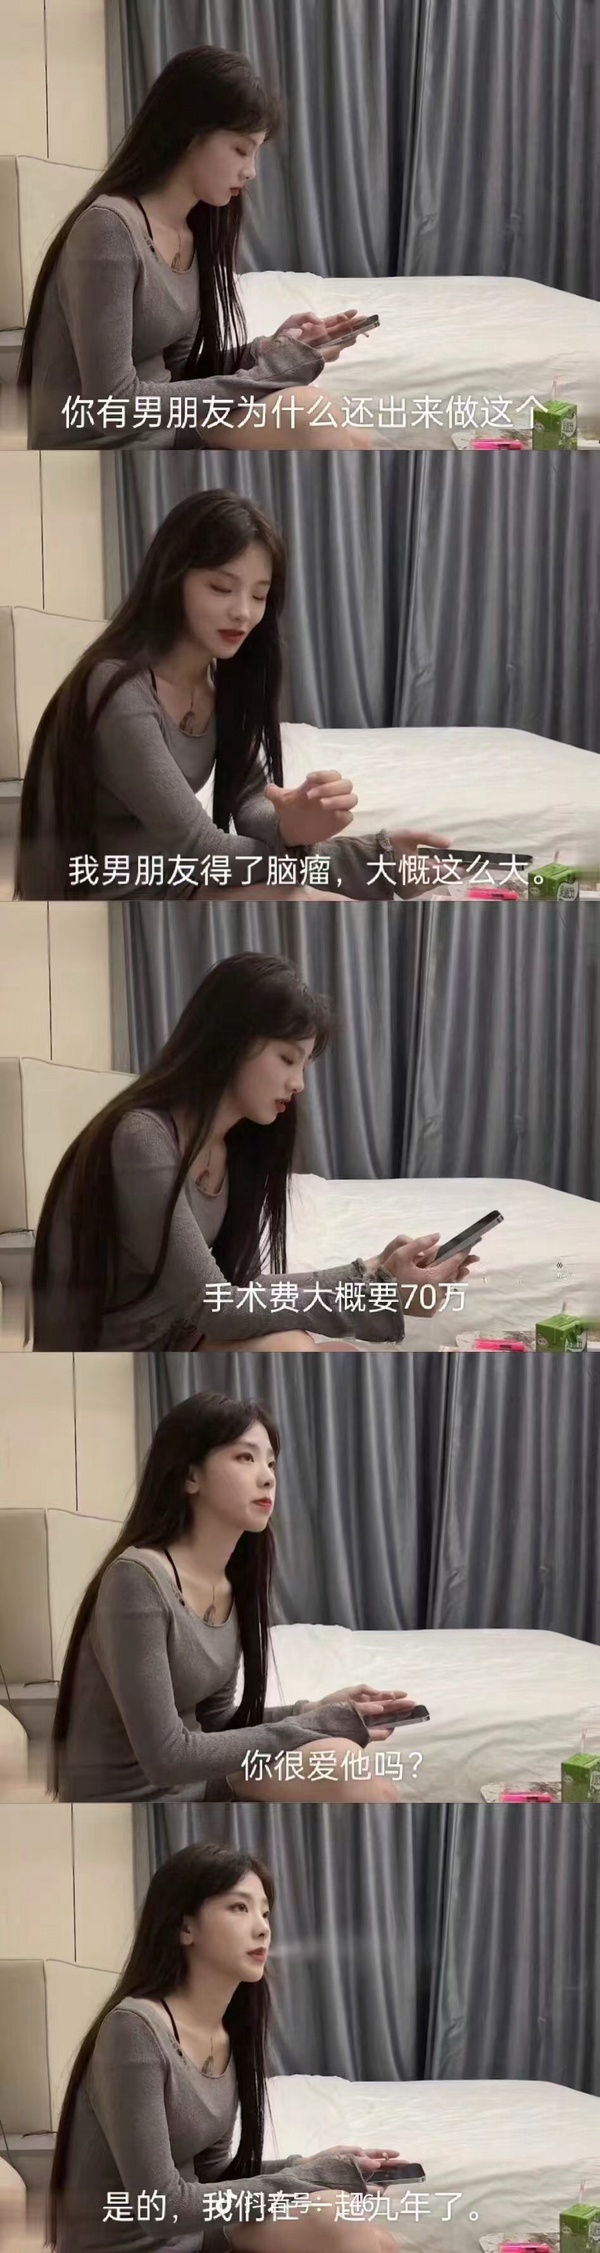 你有男朋友为什么还出来做这个
我男朋友得了脑瘤，大慨这么大。
手术费大概要70万
你很爱他吗？
是的，我们在一起九年了。